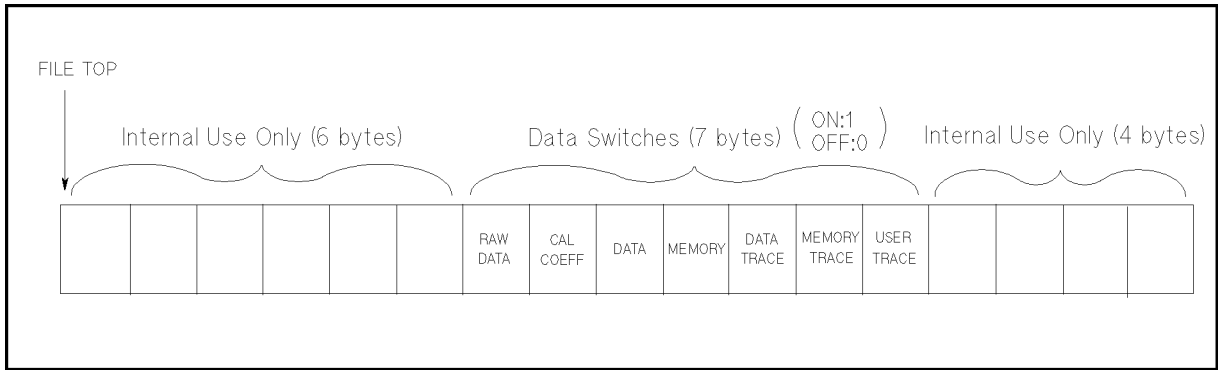 FILE TOP
Internal Use Only (6 bytes)
Data Switches (7 bytes) ( ON:1
OFF:0 )
Internal Use Only (4 bytes)
RAW
DATA
CAL
COEFF
DATA
MEMORY
DATA
TRACE
MEMORY
TRACE
USER
TRACE